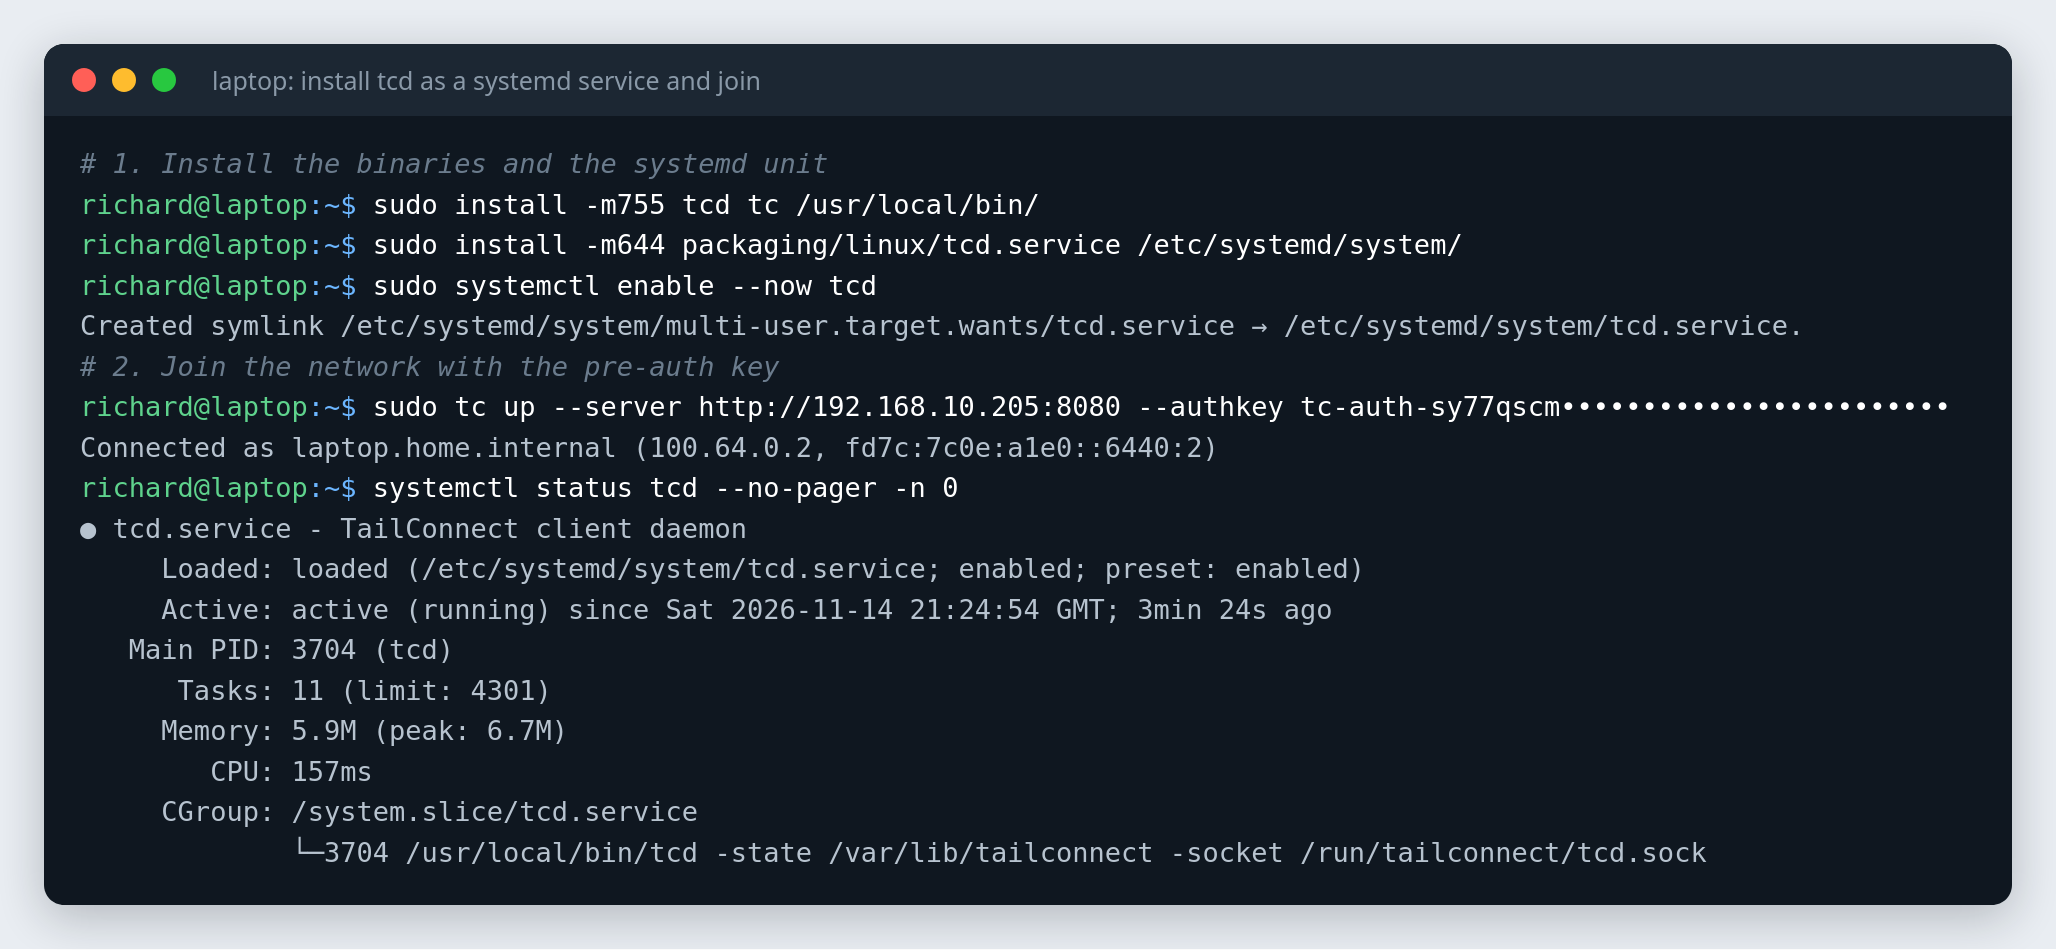 laptop: install tcd as a systemd service and join
# 1. Install the binaries and the systemd unit
richard@laptop:~$ sudo install -m755 tcd tc /usr/local/bin/
richard@laptop:~$ sudo install -m644 packaging/linux/tcd.service /etc/systemd/system/
richard@laptop:~$ sudo systemctl enable --now tcd
Created symlink /etc/systemd/system/multi-user.target.wants/tcd.service → /etc/systemd/system/tcd.service.
# 2. Join the network with the pre-auth key
richard@laptop:~$ sudo tc up --server http://192.168.10.205:8080 --authkey tc-auth-sy77qscm••••••••••••••••••••••••
Connected as laptop.home.internal (100.64.0.2, fd7c:7c0e:a1e0::6440:2)
richard@laptop:~$ systemctl status tcd --no-pager -n 0
● tcd.service - TailConnect client daemon
     Loaded: loaded (/etc/systemd/system/tcd.service; enabled; preset: enabled)
     Active: active (running) since Sat 2026-11-14 21:24:54 GMT; 3min 24s ago
   Main PID: 3704 (tcd)
      Tasks: 11 (limit: 4301)
     Memory: 5.9M (peak: 6.7M)
        CPU: 157ms
     CGroup: /system.slice/tcd.service
             └─3704 /usr/local/bin/tcd -state /var/lib/tailconnect -socket /run/tailconnect/tcd.sock